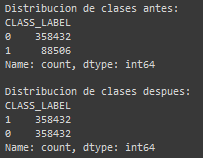 Distribucion de clases antes:
CLASS_LABEL
0    358432
1     88506
Name: count, dtype: int64

Distribucion de clases despues:
CLASS_LABEL
1    358432
0    358432
Name: count, dtype: int64